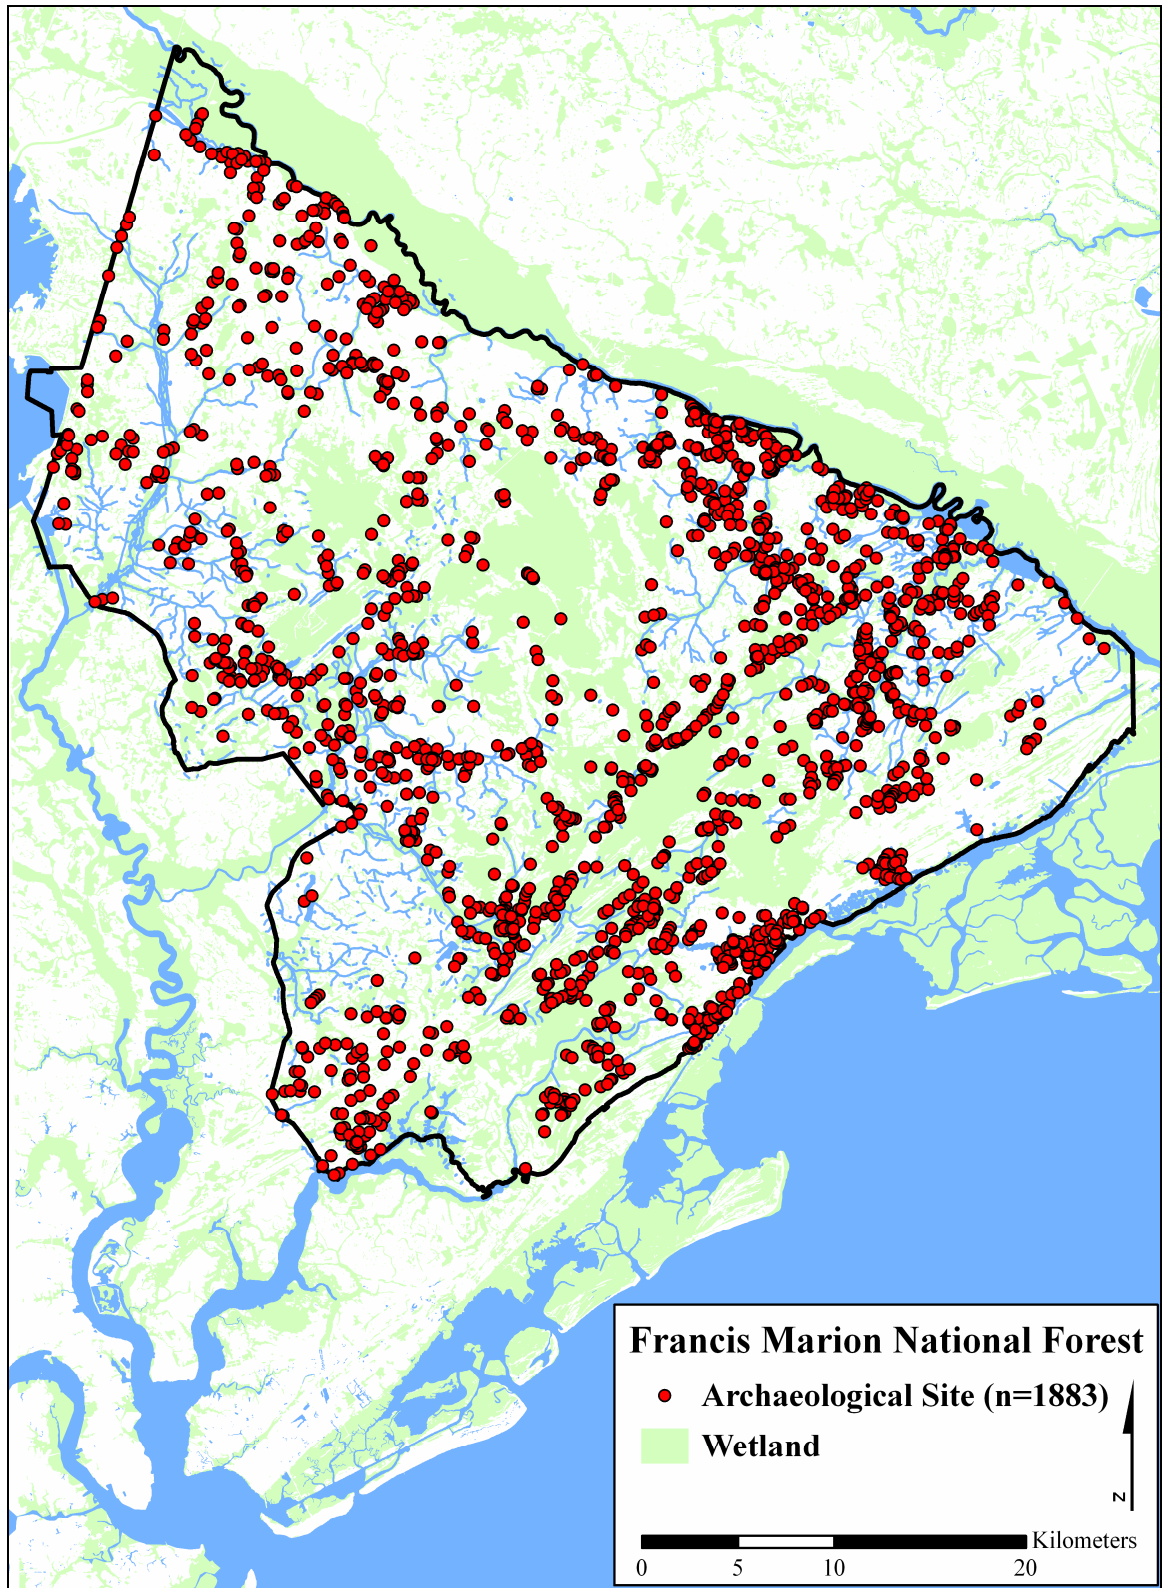 Francis Marion National Forest
Archaeological Site (n=1883)
Wetland
N
Kilometers
0 5 10 20